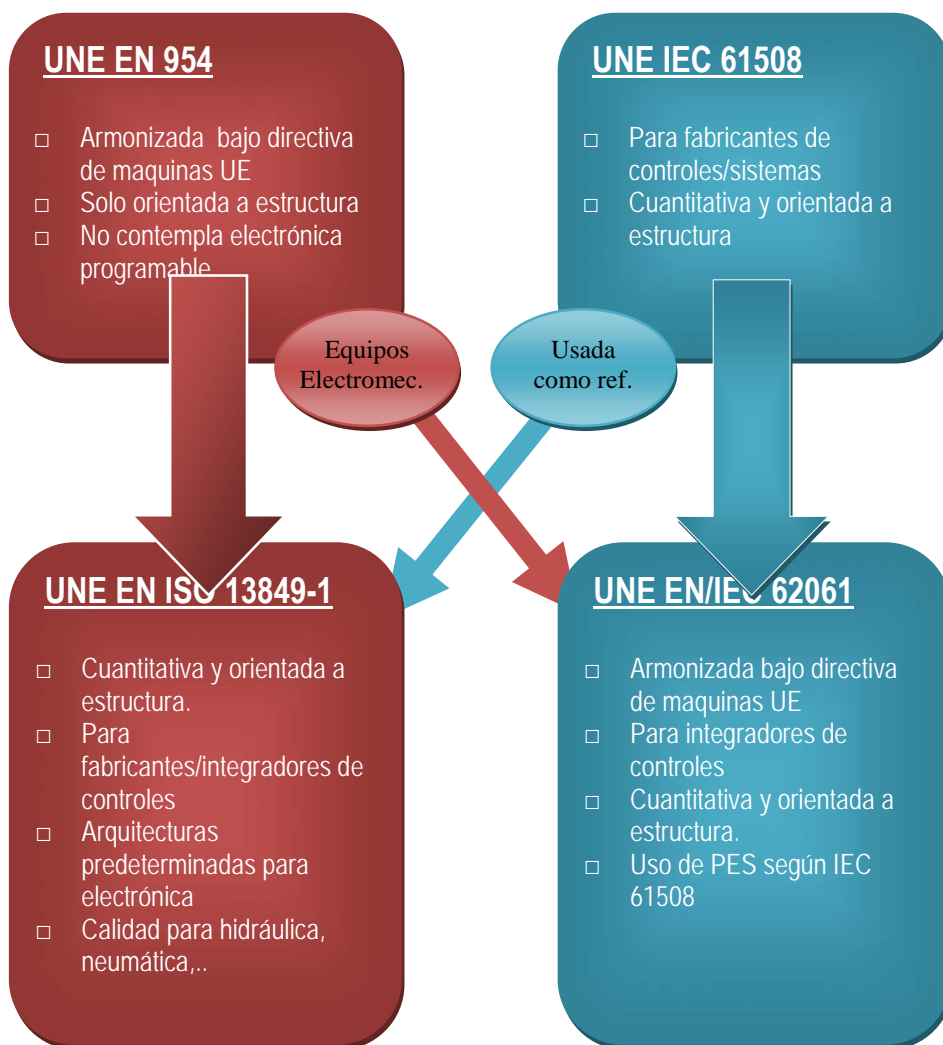 UNE EN 954
□ Armonizada bajo directiva
de maquinas UE
□ Solo orientada a estructura
□ No contempla electrónica
programable
UNE IEC 61508
□ Para fabricantes de
controles/sistemas
□ Cuantitativa y orientada a
estructura
Equipos
Electromec.
Usada
como ref.
UNE EN ISO 13849-1
□ Cuantitativa y orientada a
estructura.
□ Para
fabricantes/integradores de
controles
□ Arquitecturas
predeterminadas para
electrónica
□ Calidad para hidráulica,
neumática,..
UNE EN/IEC 62061
□ Armonizada bajo directiva
de maquinas UE
□ Para integradores de
controles
□ Cuantitativa y orientada a
estructura.
□ Uso de PES según IEC
61508